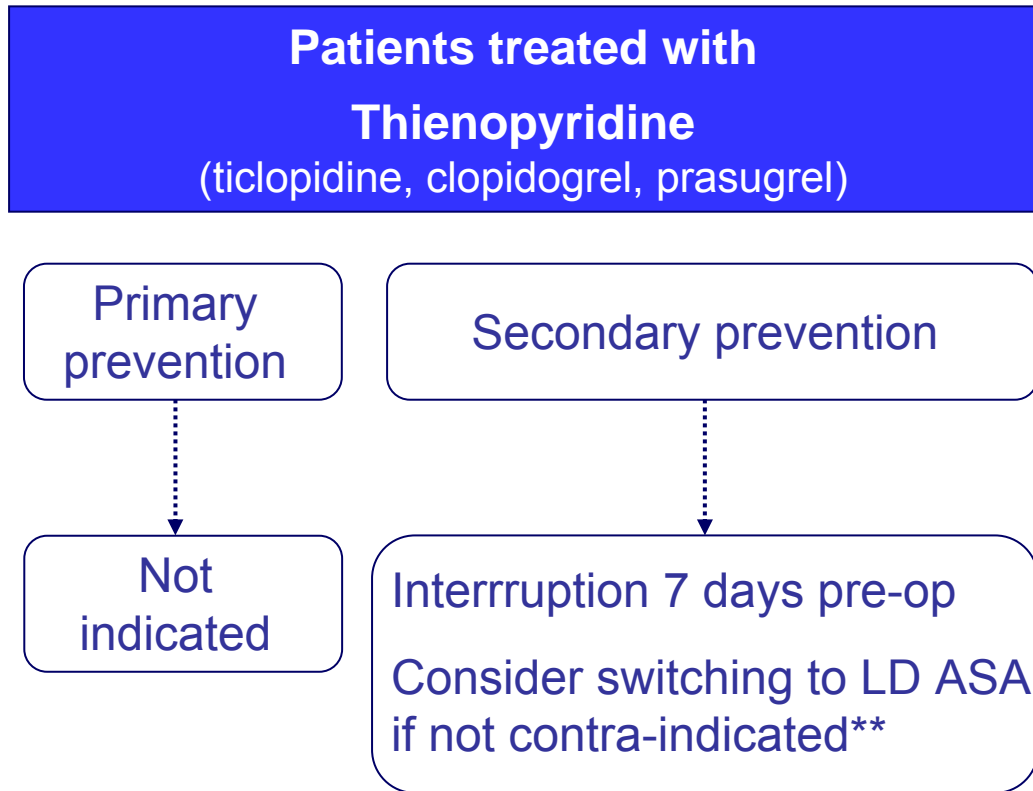 Patients treated with
Thienopyridine
(ticlopidine, clopidogrel, prasugrel)
Primary
prevention
Secondary prevention
Not
indicated
Interrruption 7 days pre-op
Consider switching to LD ASA
if not contra-indicated**